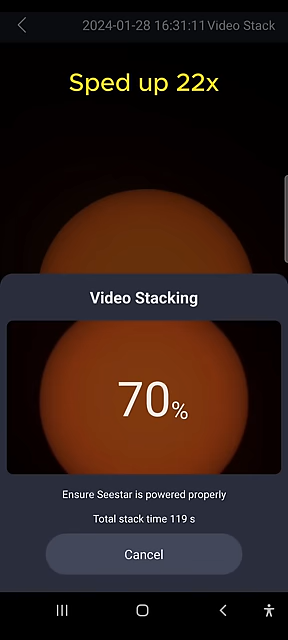 2024-01-28 16:31:11 Video Stack
Sped up 22x
Video Stacking
70%
Ensure Seestar is powered properly
Total stack time 119 s
Cancel